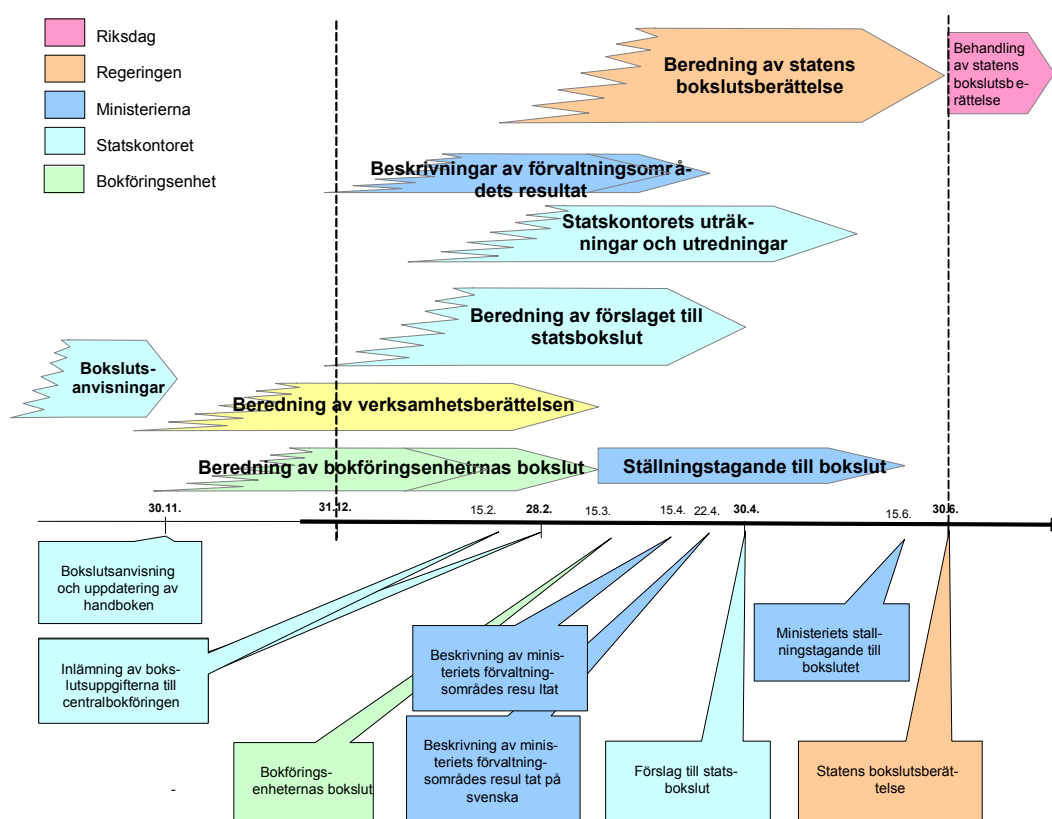 Riksdag
Regeringen
Ministerierna
Statskontoret
Bokföringsenhet
Beredning av statens
bokslutsberättelse
Behandling
av statens
bokslutsb e-
rättelse
Beskrivningar av förvaltningsområ-
dets resultat
Statskontorets uträk-
ningar och utredningar
Beredning av förslaget till
statsbokslut
Boksluts-
anvisningar
Beredning av verksamhetsberättelsen
Beredning av bokföringsenheternas bokslut
Ställningstagande till bokslut
30.11. 31.12. 15.2. 28.2. 15.3. 15.4. 22.4. 30.4. 15.6. 30.6.
Bokslutsanvisning
och uppdatering av
handboken
Inlämning av bok-
slutsuppgifterna till
centralbokföringen
Beskrivning av minis-
teriets förvaltning-
sområdes resu ltat
Ministeriets stall-
ningstagande till
bokslutet
Bokförings-
enheternas bokslut
Beskrivning av minis-
teriets förvaltning-
sområdes resul tat på
svenska
Förslag till stats-
bokslut
Statens bokslutsberät-
telse
-